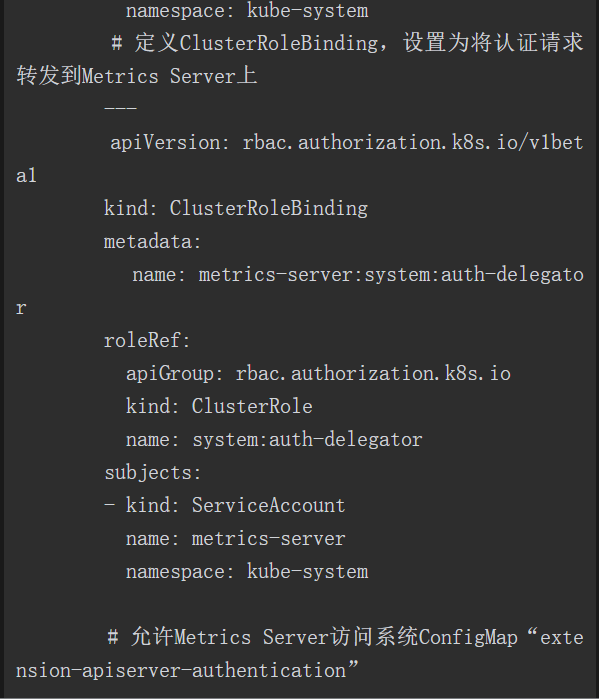 namespace: kube-system
# 定义ClusterRoleBinding，设置为将认证请求
转发到Metrics Server上
---
apiVersion: rbac.authorization.k8s.io/v1bet
a1
kind: ClusterRoleBinding
metadata:
name: metrics-server:system:auth-delegato
r
roleRef:
apiGroup: rbac.authorization.k8s.io
kind: ClusterRole
name: system:auth-delegator
subjects:
- kind: ServiceAccount
name: metrics-server
namespace: kube-system
# 允许Metrics Server访问系统ConfigMap“exte
nsion-apiserver-authentication”